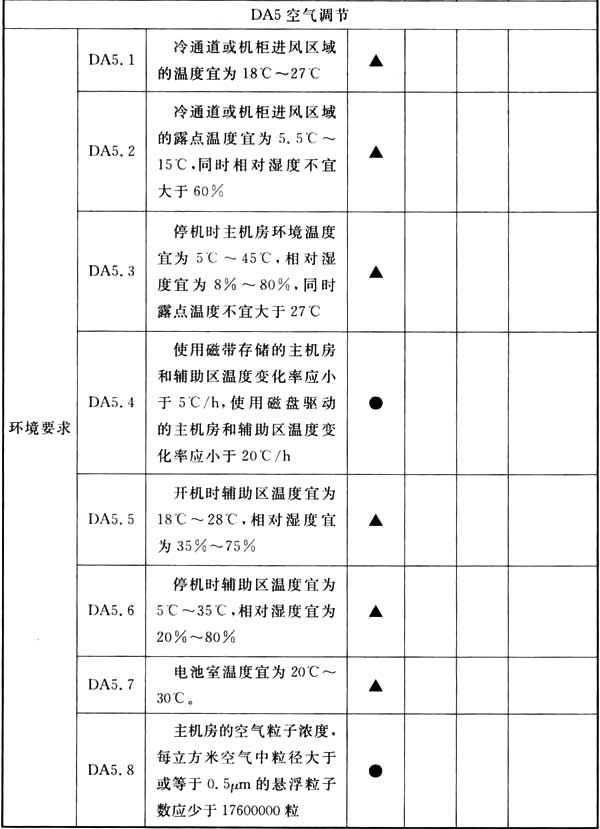 DA5 空气调节
环境要求
DA5.1
冷通道或机柜进风区域
的温度宜为 18℃～27℃
▲
DA5.2
冷通道或机柜进风区域
的露点温度宜为 5.5℃～
15℃,同时相对湿度不宜
大于 60%
▲
DA5.3
停机时主机房环境温度
宜为 5℃～45℃,相对湿
度宜为 8%～80%,同时
露点温度不宜大于 27℃
▲
DA5.4
使用磁带存储的主机房
和辅助区温度变化率应小
于 5℃/h,使用磁盘驱动
的主机房和辅助区温度变
化率应小于 20℃/h
●
DA5.5
开机时辅助区温度宜为
18℃～28℃,相对湿度宜
为 35%～75%
▲
DA5.6
停机时辅助区温度宜为
5℃～35℃,相对湿度宜为
20%～80%
▲
DA5.7
电池室温度宜为 20℃～
30℃。
▲
DA5.8
主机房的空气粒子浓度,
每立方米空气中粒径大于
或等于 0.5μm 的悬浮粒子
数应少于 17600000 粒
●